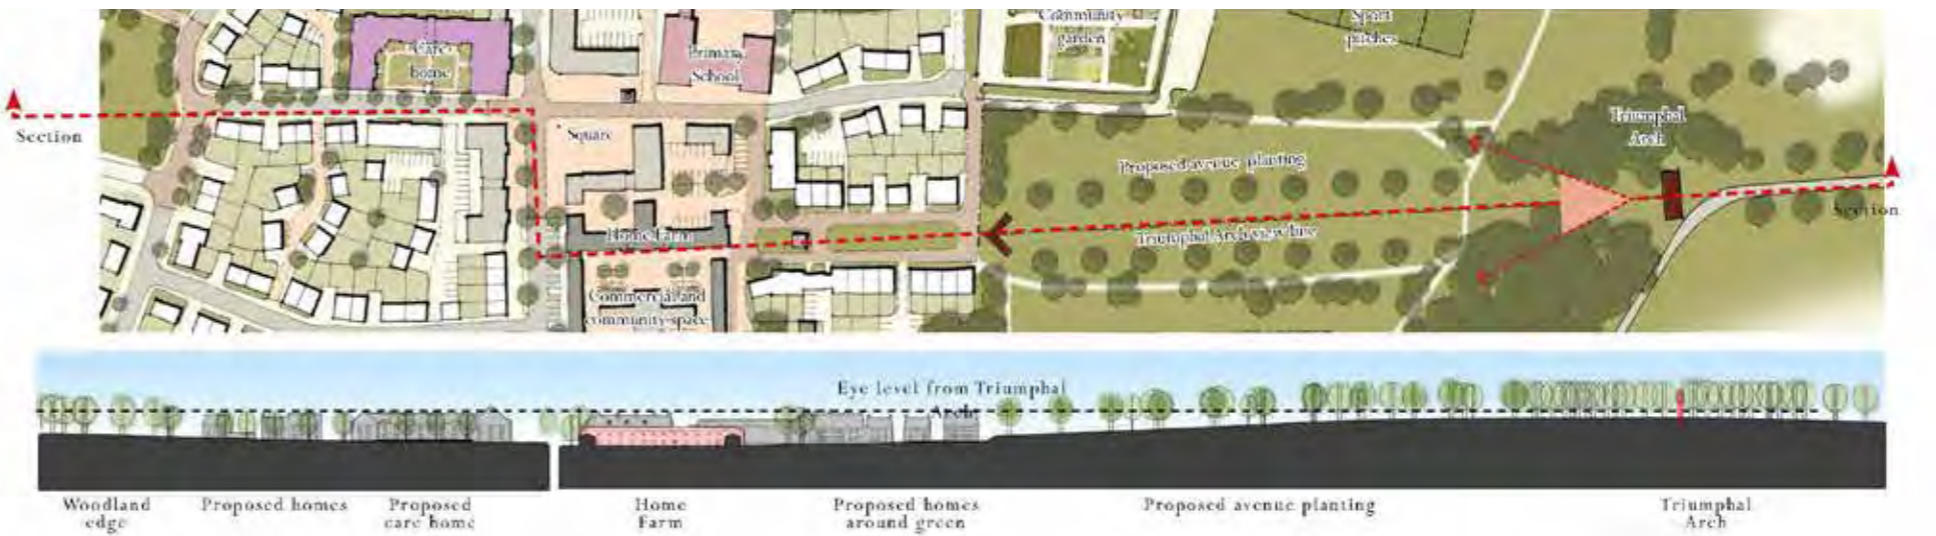 Care
home
Primary
School
Community
garden
Sport
pitches
Section
Square
Proposed avenue planting
Triumphal
Arch
Section
Home Farm
Triumphal Arch view line
Commercial and
community space
Eye level from Triumphal
Arch
Woodland
edge
Proposed homes
Proposed
care home
Home
Farm
Proposed homes
around green
Proposed avenue planting
Triumphal
Arch